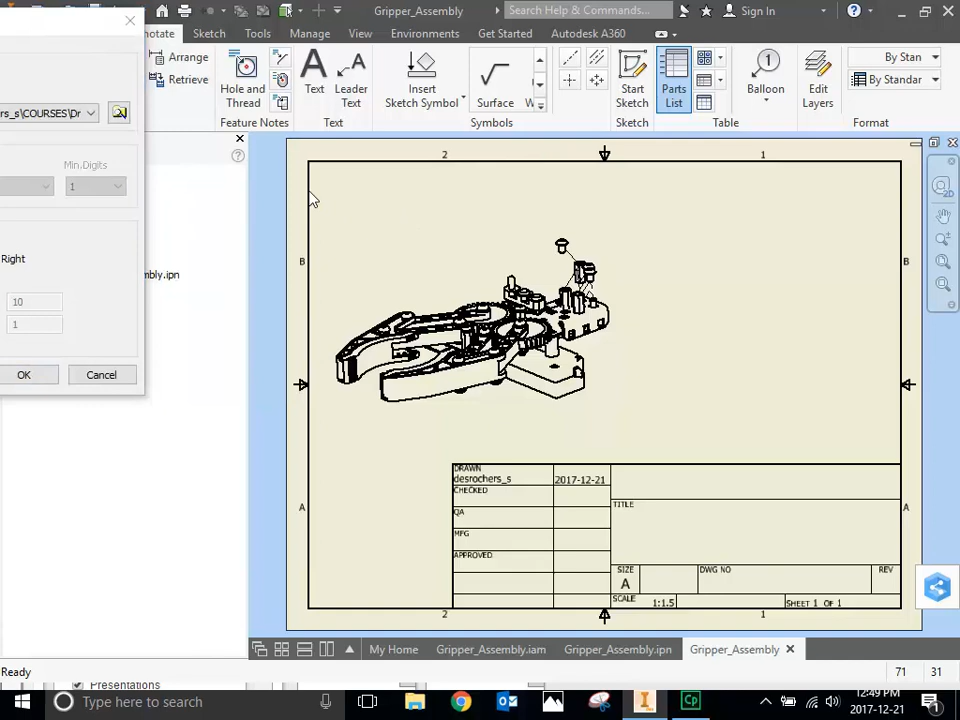 Gripper_Assembly
Search Help & Commands...
Sign In
notate
Sketch
Tools
Manage
View
Environments
Get Started
Autodesk A360
Arrange
Retrieve
Hole and
Thread
Feature Notes
Text
Leader
Text
Text
Insert
Sketch Symbol
Surface
Symbols
Start
Sketch
Sketch
Parts
List
Table
Balloon
Edit
Layers
By Stan
By Standar
Format
rs_s\COURSES\Dr
Min.Digits
1
Right
mbly.ipn
10
1
OK
Cancel
2
1
B
B
A
A
DRAWN
desrochers_s
2017-12-21
CHECKED
QA
MFG
APPROVED
TITLE
SIZE
A
DWG NO
REV
SCALE
1:1.5
SHEET 1 OF 1
2
1
2D
My Home
Gripper_Assembly.iam
Gripper_Assembly.ipn
Gripper_Assembly
Ready
71
31
Presentations
Type here to search
12:49 PM
2017-12-21
1